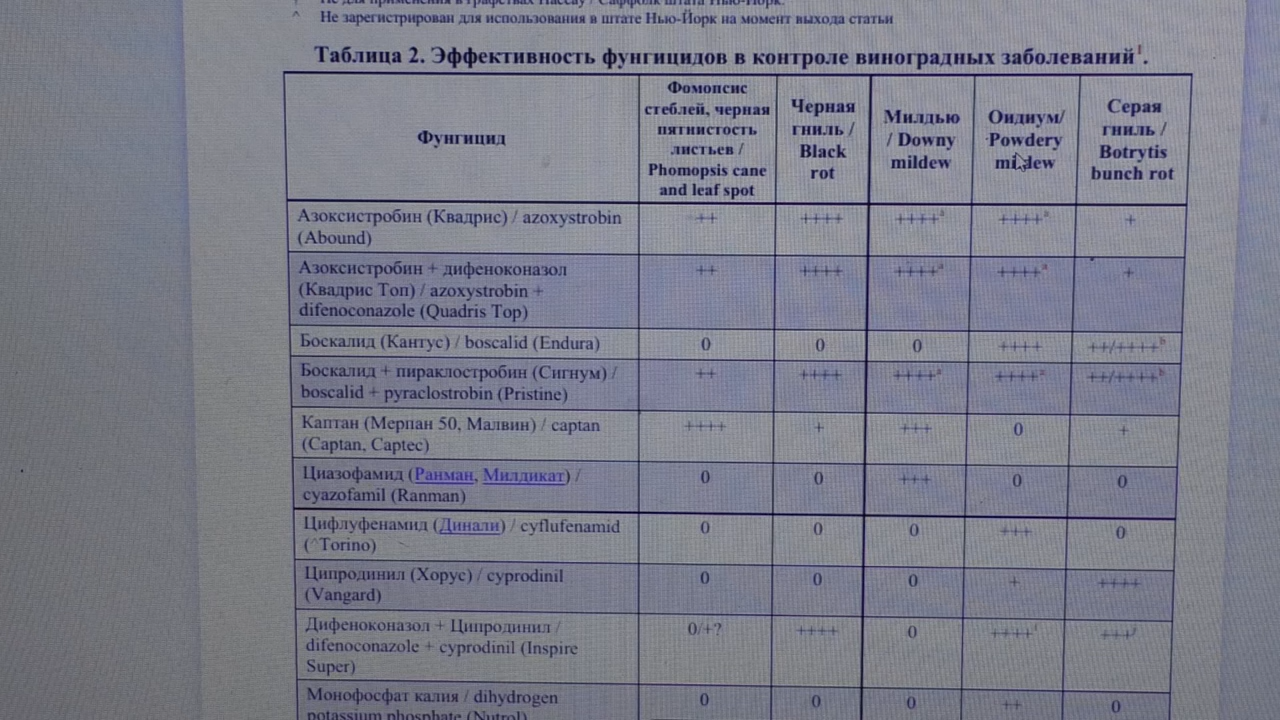 ^ Не зарегистрирован для использования в штате Нью-Йорк на момент выхода статьи
Таблица 2. Эффективность фунгицидов в контроле виноградных заболеваний¹.
Фунгицид
Фомопсис
стеблей, черная
пятнистость
листьев /
Phomopsis cane
and leaf spot
Черная
гниль /
Black
rot
Милдью
/ Downy
mildew
Оидиум/
Powdery
mildew
Серая
гниль /
Botrytis
bunch rot
Азоксистробин (Квадрис) / azoxystrobin
(Abound)
++
++++
++++ᵃ
++++ᵃ
+
Азоксистробин + дифеноконазол
(Квадрис Топ) / azoxystrobin +
difenoconazole (Quadris Top)
++
++++
++++ᵃ
++++ᵃ
+
Боскалид (Кантус) / boscalid (Endura)
0
0
0
++++
++/++++ᵇ
Боскалид + пираклостробин (Сигнум) /
boscalid + pyraclostrobin (Pristine)
++
++++
++++ᵃ
++++ᵃ
++/++++ᵇ
Каптан (Мерпан 50, Малвин) / captan
(Captan, Captec)
++++
+
+++
0
+
Циазофамид (Ранман, Милдикат) /
cyazofamil (Ranman)
0
0
+++
0
0
Цифлуфенамид (Динали) / cyflufenamid
(^Torino)
0
0
0
+++
0
Ципродинил (Хорус) / cyprodinil
(Vangard)
0
0
0
+
++++
Дифеноконазол + Ципродинил /
difenoconazole + cyprodinil (Inspire
Super)
0/+?
++++
0
++++
+++
Монофосфат калия / dihydrogen
potassium phosphate (Nutrol)
0
0
0
++
0